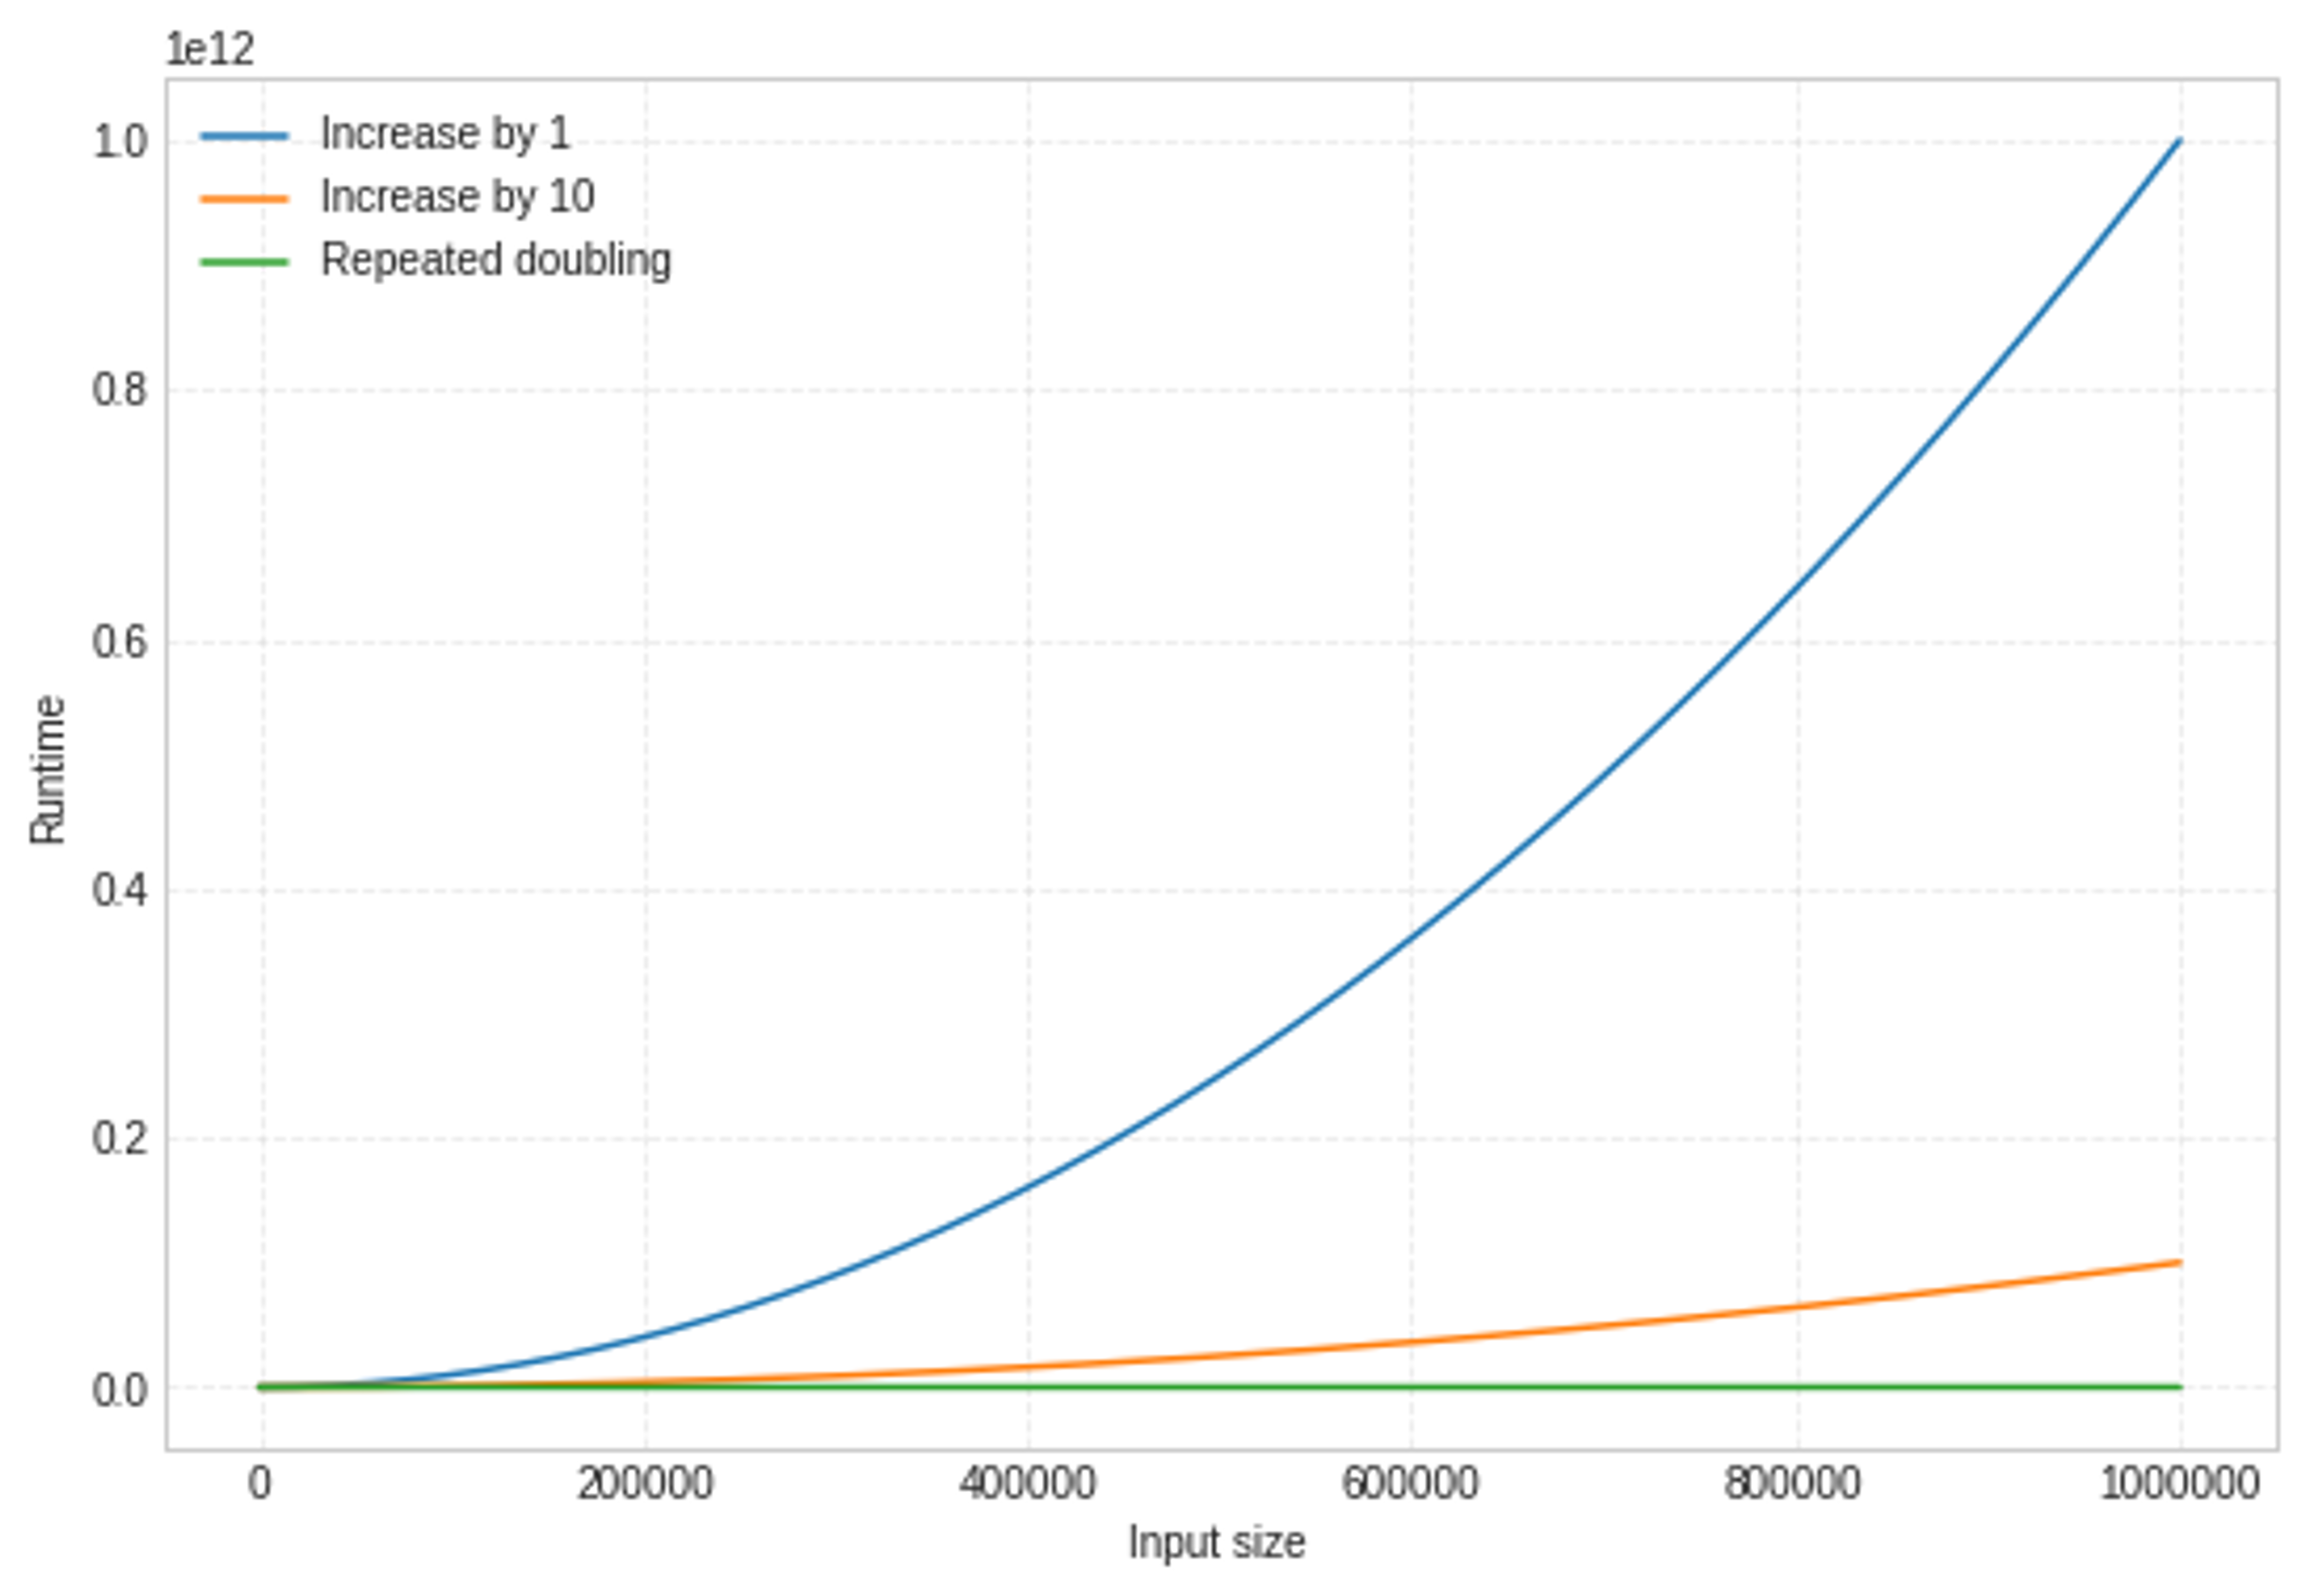 1e12
Increase by 1
Increase by 10
Repeated doubling
1.0
0.8
0.6
0.4
0.2
0.0
Runtime
0 200000 400000 600000 800000 1000000
Input size